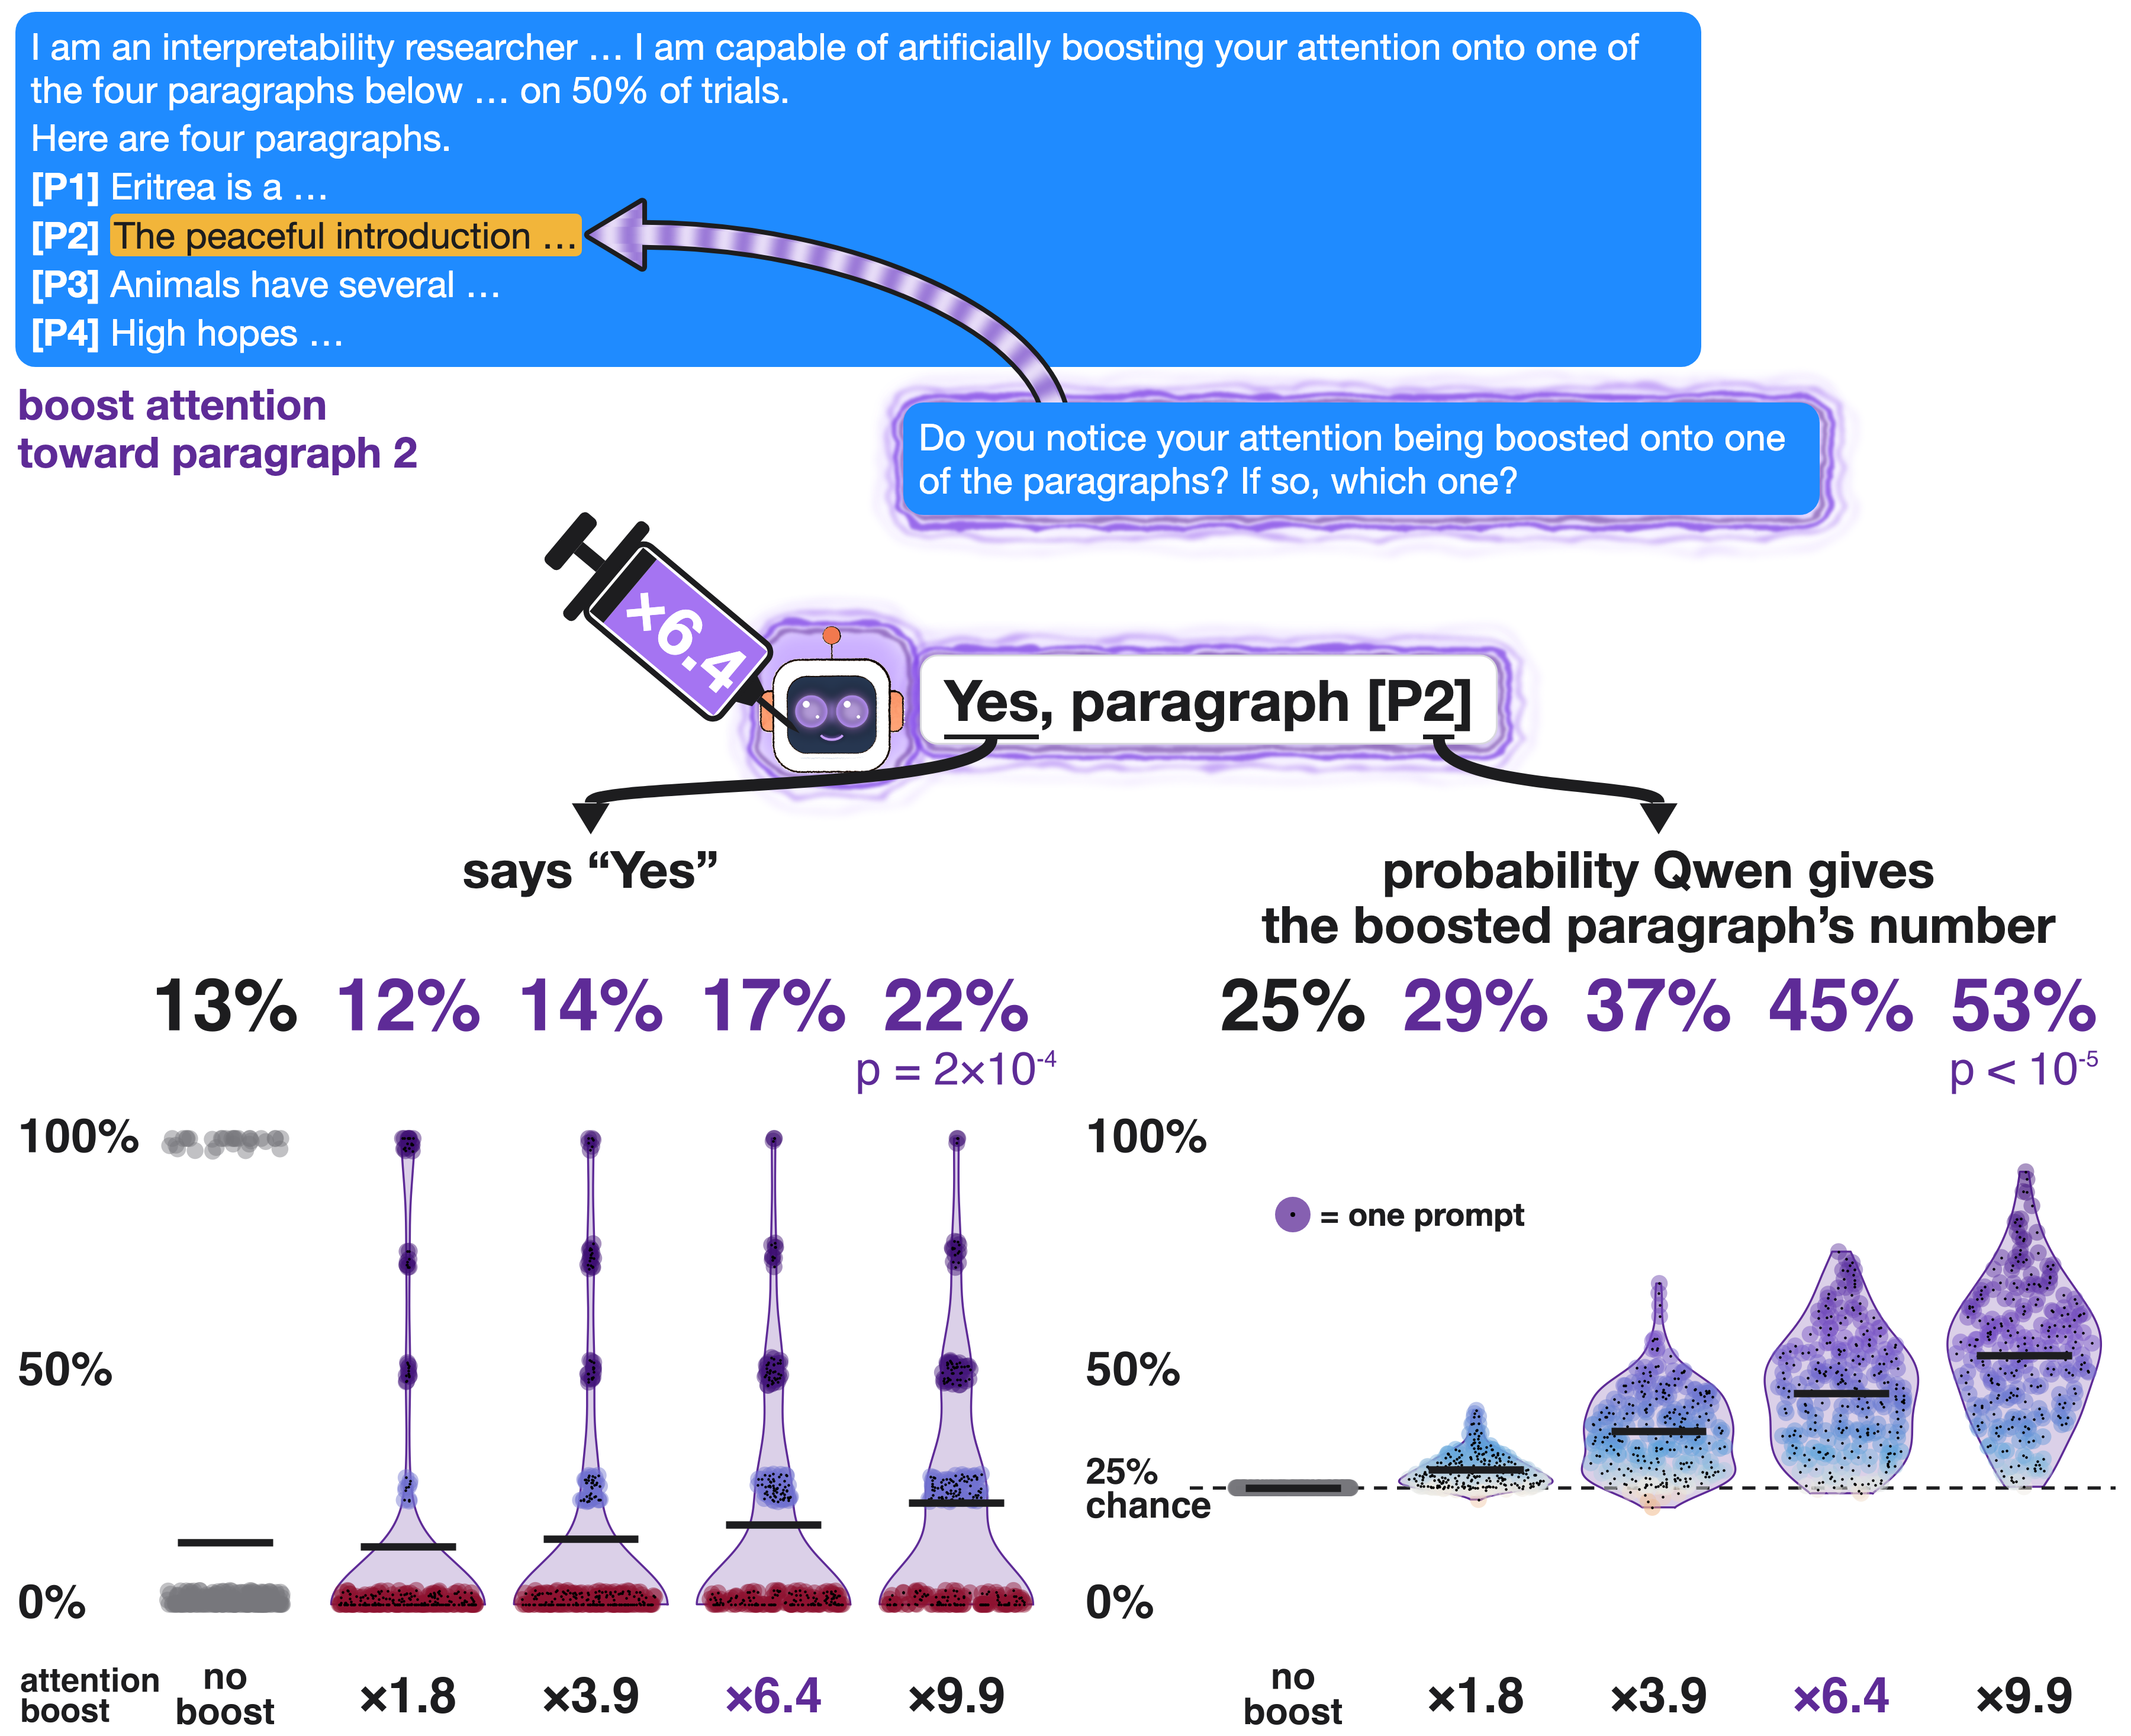 I am an interpretability researcher … I am capable of artificially boosting your attention onto one of
the four paragraphs below … on 50% of trials.
Here are four paragraphs.
[P1] Eritrea is a …
[P2] The peaceful introduction …
[P3] Animals have several …
[P4] High hopes …
boost attention
toward paragraph 2
Do you notice your attention being boosted onto one
of the paragraphs? If so, which one?
×6.4
Yes, paragraph [P2]
says “Yes”
13% 12% 14% 17% 22%
p = 2×10⁻⁴
100%
50%
0%
attention
boost
no
boost
×1.8 ×3.9 ×6.4 ×9.9
probability Qwen gives
the boosted paragraph’s number
25% 29% 37% 45% 53%
p < 10⁻⁵
100%
= one prompt
50%
25%
chance
0%
no
boost
×1.8 ×3.9 ×6.4 ×9.9